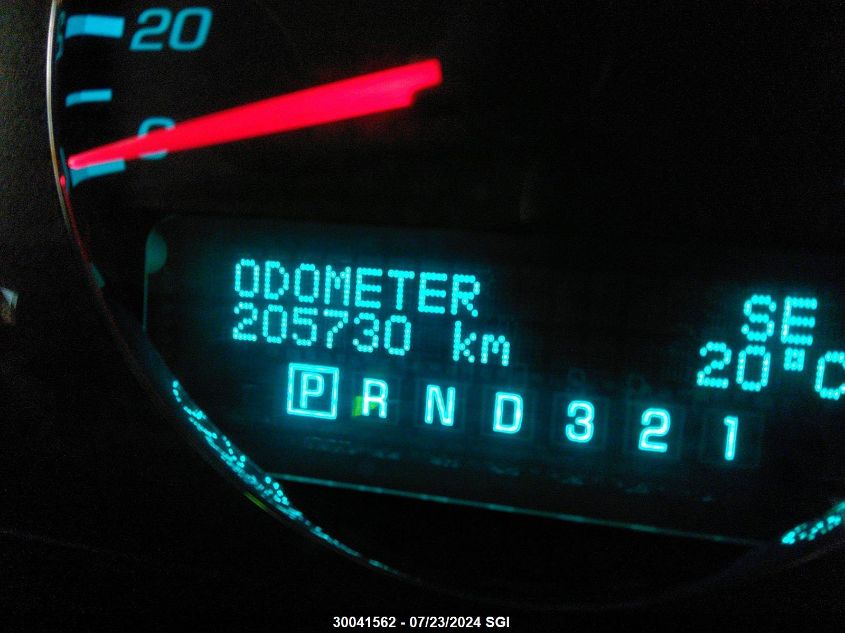 20
0
ODOMETER
205730 km
SE
20°C
P R N D 3 2 1
30041562 - 07/23/2024 SGI